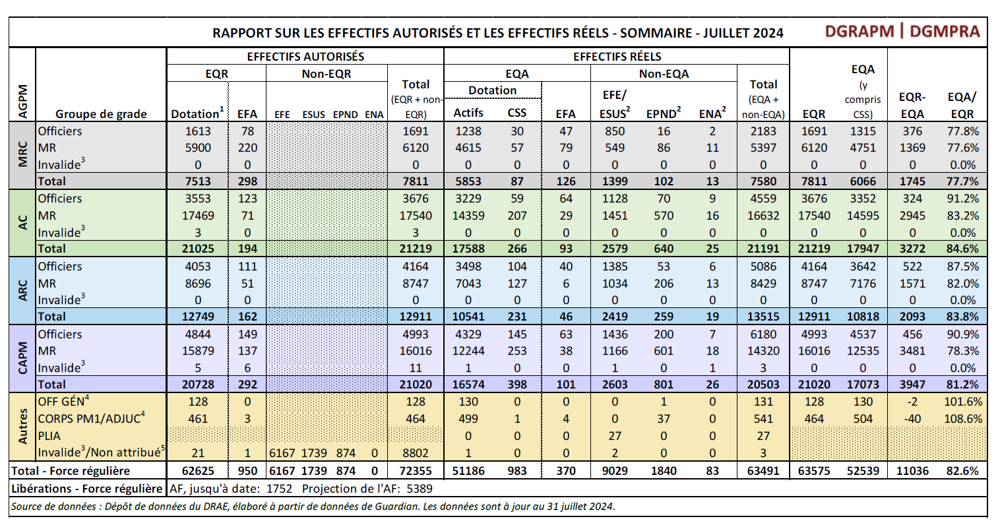 RAPPORT SUR LES EFFECTIFS AUTORISÉS ET LES EFFECTIFS RÉELS - SOMMAIRE - JUILLET 2024 DGRAPM | DGMPRA
EFFECTIFS AUTORISÉS EFFECTIFS RÉELS
EQR Non-EQR Total (EQR + non-EQR) EQA Non-EQA Total (EQA + non-EQA) EQR EQA (y compris CSS) EQR-EQA EQA/EQR
Dotation
AGPM Groupe de grade Dotation¹ EFA EFE ESUS EPND ENA Actifs CSS EFA EFE/ESUS² EPND² ENA²
MRC
Officiers 1613 78 1691 1238 30 47 850 16 2 2183 1691 1315 376 77.8%
MR 5900 220 6120 4615 57 79 549 86 11 5397 6120 4751 1369 77.6%
Invalide³ 0 0 0 0 0 0 0 0 0 0 0 0 0 0.0%
Total 7513 298 7811 5853 87 126 1399 102 13 7580 7811 6066 1745 77.7%
AC
Officiers 3553 123 3676 3229 59 64 1128 70 9 4559 3676 3352 324 91.2%
MR 17469 71 17540 14359 207 29 1451 570 16 16632 17540 14595 2945 83.2%
Invalide³ 3 0 3 0 0 0 0 0 0 0 0 0 0 0.0%
Total 21025 194 21219 17588 266 93 2579 640 25 21191 21219 17947 3272 84.6%
ARC
Officiers 4053 111 4164 3498 104 40 1385 53 6 5086 4164 3642 522 87.5%
MR 8696 51 8747 7043 127 6 1034 206 13 8429 8747 7176 1571 82.0%
Invalide³ 0 0 0 0 0 0 0 0 0 0 0 0 0 0.0%
Total 12749 162 12911 10541 231 46 2419 259 19 13515 12911 10818 2093 83.8%
CAPM
Officiers 4844 149 4993 4329 145 63 1436 200 7 6180 4993 4537 456 90.9%
MR 15879 137 16016 12244 253 38 1166 601 18 14320 16016 12535 3481 78.3%
Invalide³ 5 6 11 1 0 0 1 0 1 3 0 0 0 0.0%
Total 20728 292 21020 16574 398 101 2603 801 26 20503 21020 17073 3947 81.2%
Autres
OFF GÉN⁴ 128 0 128 130 0 0 0 1 0 131 128 130 -2 101.6%
CORPS PM1/ADJUC⁴ 461 3 464 499 1 4 0 37 0 541 464 504 -40 108.6%
PLIA 0 0 0 27 0 0 27
Invalide³/Non attribué⁵ 21 1 6167 1739 874 0 8802 1 0 0 2 0 0 3
Total - Force régulière 62625 950 6167 1739 874 0 72355 51186 983 370 9029 1840 83 63491 63575 52539 11036 82.6%
Libérations - Force régulière AF, jusqu'à date: 1752 Projection de l'AF: 5389
Source de données : Dépôt de données du DRAE, élaboré à partir de données de Guardian. Les données sont à jour au 31 juillet 2024.